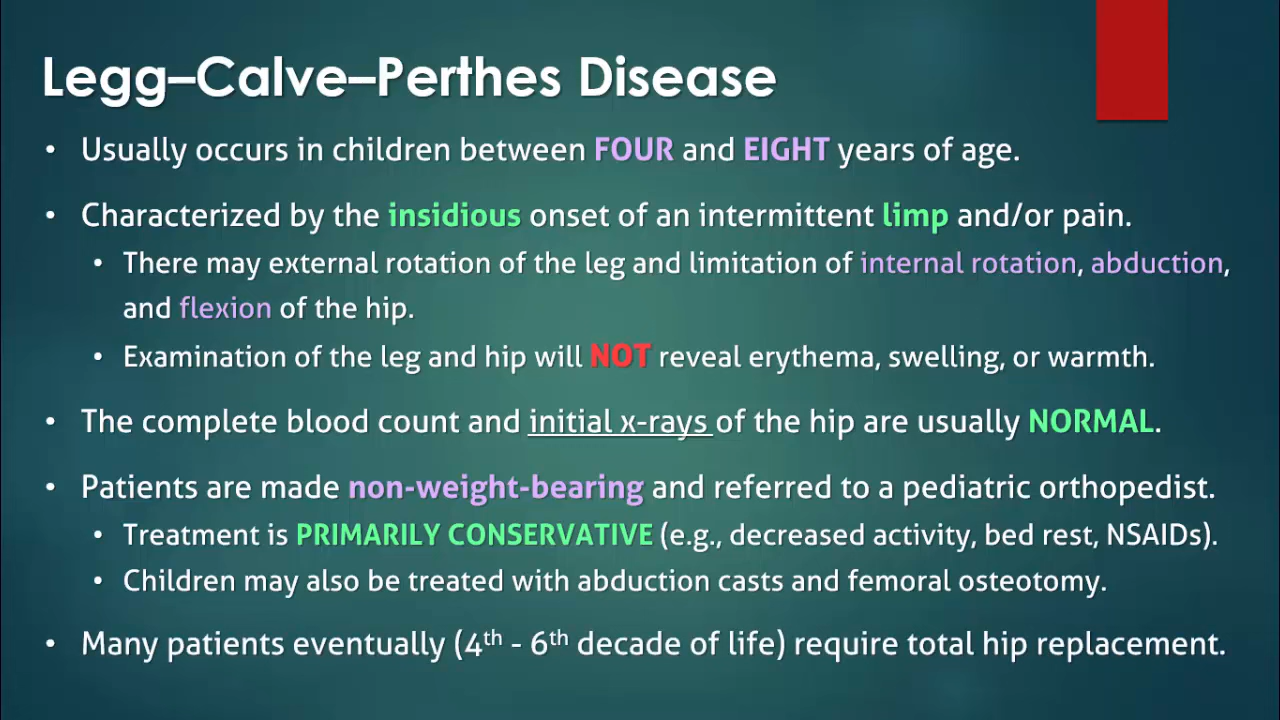 Legg–Calve–Perthes Disease
• Usually occurs in children between FOUR and EIGHT years of age.
• Characterized by the insidious onset of an intermittent limp and/or pain.
• There may external rotation of the leg and limitation of internal rotation, abduction,
and flexion of the hip.
• Examination of the leg and hip will NOT reveal erythema, swelling, or warmth.
• The complete blood count and initial x-rays of the hip are usually NORMAL.
• Patients are made non-weight-bearing and referred to a pediatric orthopedist.
• Treatment is PRIMARILY CONSERVATIVE (e.g., decreased activity, bed rest, NSAIDs).
• Children may also be treated with abduction casts and femoral osteotomy.
• Many patients eventually (4th - 6th decade of life) require total hip replacement.